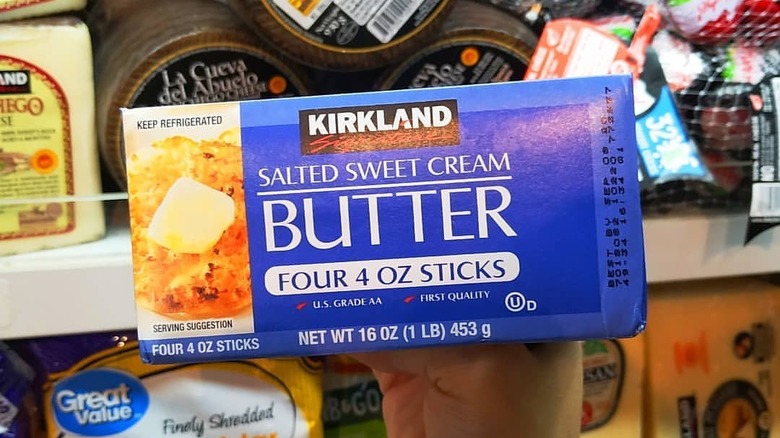 La Cueva
del Abuelo
KEEP REFRIGERATED
KIRKLAND
Signature
SALTED SWEET CREAM
BUTTER
FOUR 4 OZ STICKS
U.S. GRADE AA
FIRST QUALITY
U D
SERVING SUGGESTION
FOUR 4 OZ STICKS
NET WT 16 OZ (1 LB) 453 g
Great
Value
Finely Shredded